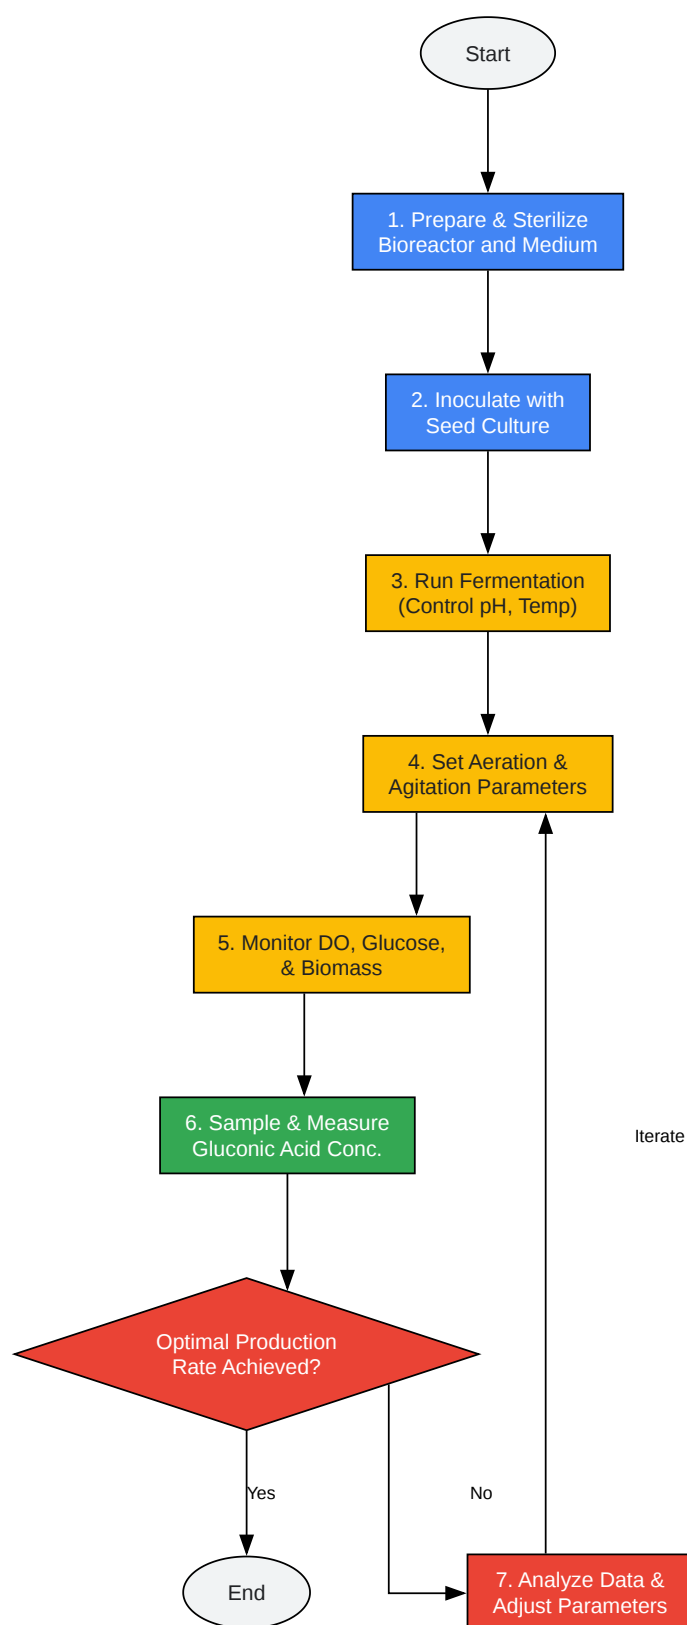 Start
1. Prepare & Sterilize
Bioreactor and Medium
2. Inoculate with
Seed Culture
3. Run Fermentation
(Control pH, Temp)
4. Set Aeration &
Agitation Parameters
5. Monitor DO, Glucose,
& Biomass
6. Sample & Measure
Gluconic Acid Conc.
Iterate
Optimal Production
Rate Achieved?
Yes
No
End
7. Analyze Data &
Adjust Parameters